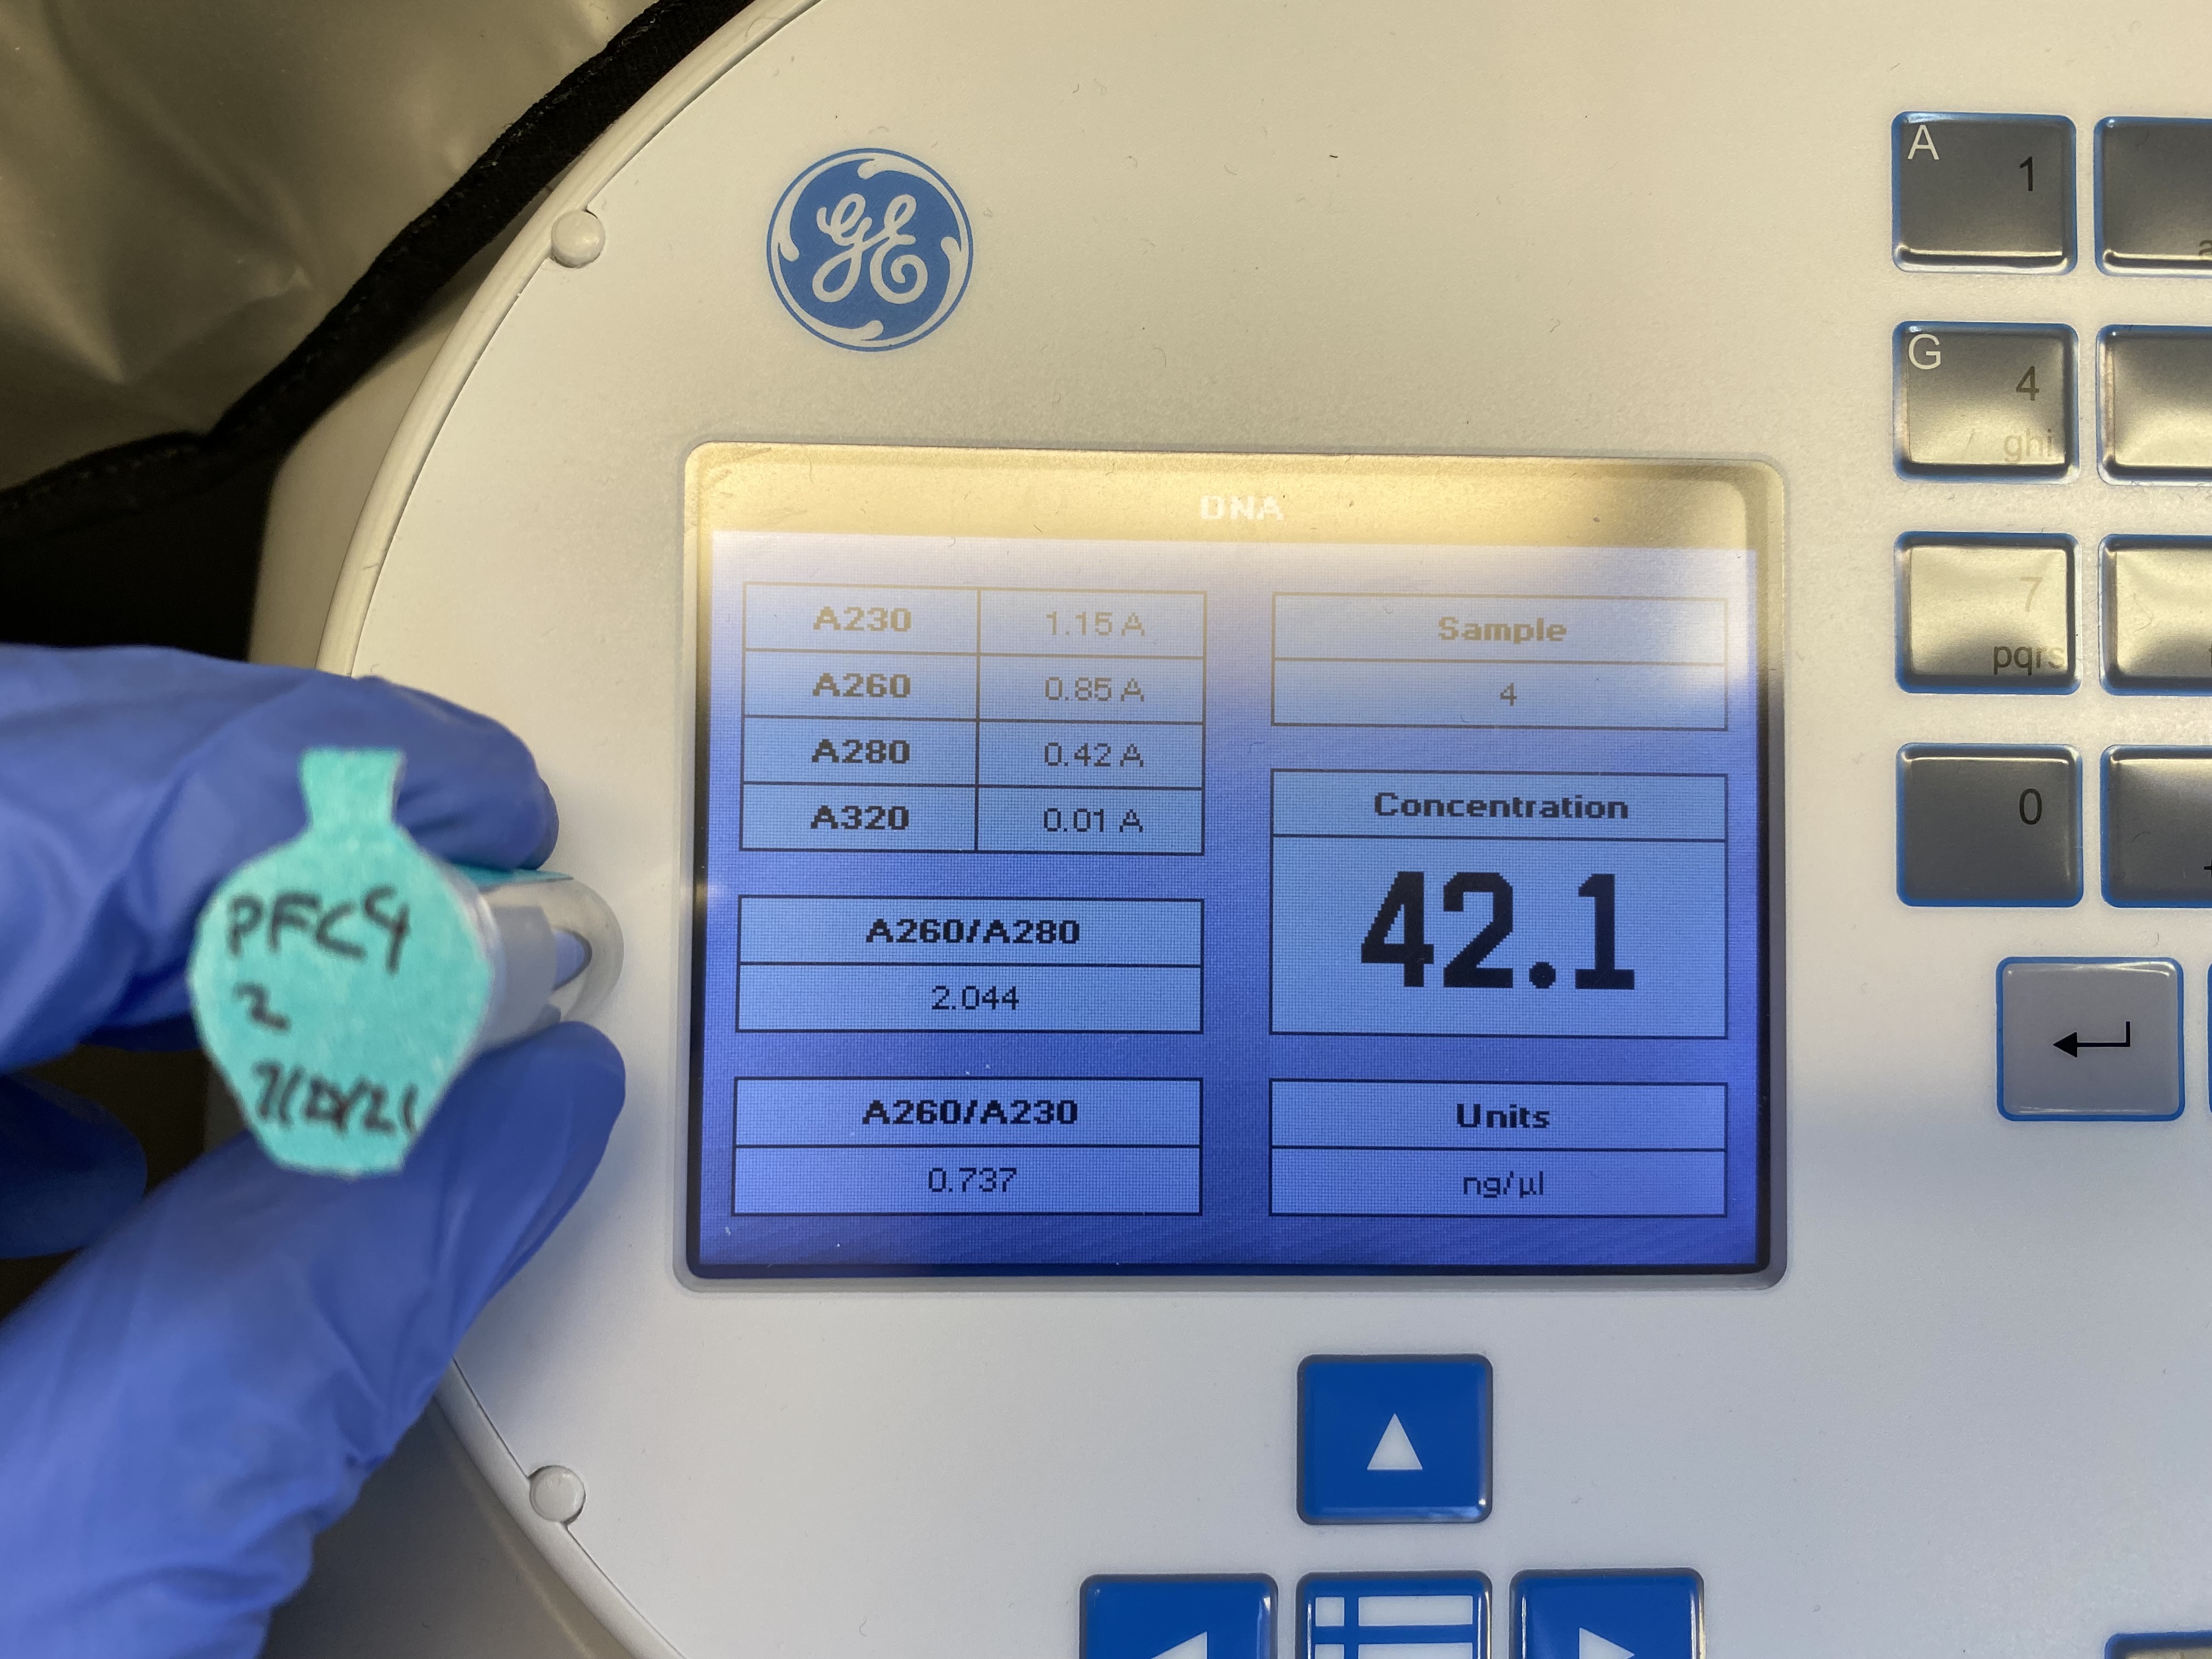 GE
DNA
A230 1.15 A
A260 0.85 A
A280 0.42 A
A320 0.01 A
A260/A280
2.044
A260/A230
0.737
Sample
4
Concentration
42.1
Units
ng/µl
A 1
G 4
ghi
7
pqrs
0
PFC4
2